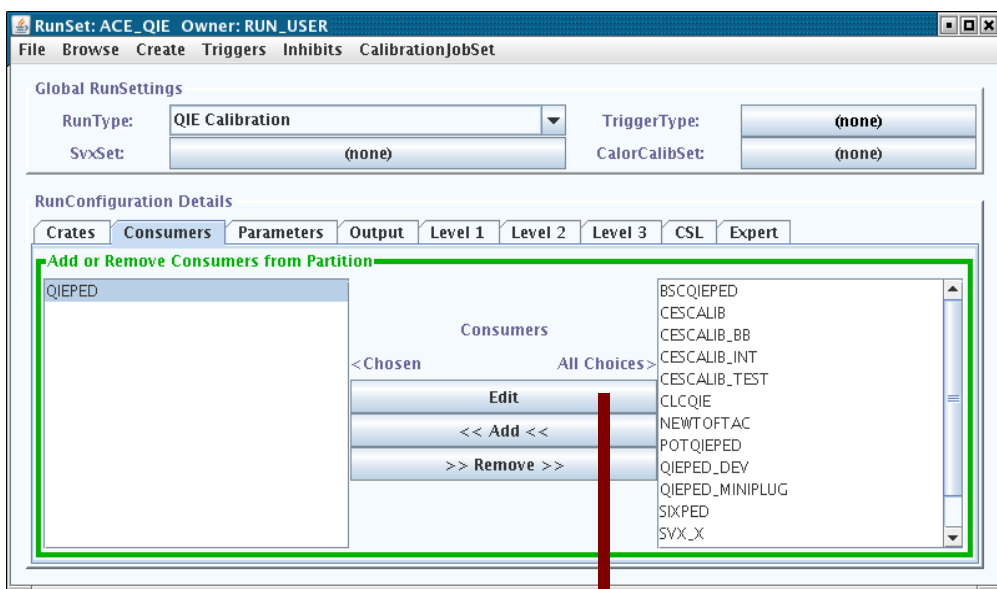 RunSet: ACE_QIE Owner: RUN_USER
File Browse Create Triggers Inhibits CalibrationJobSet
Global RunSettings
RunType: QIE Calibration TriggerType: (none)
SvxSet: (none) CalorCalibSet: (none)
RunConfiguration Details
Crates Consumers Parameters Output Level 1 Level 2 Level 3 CSL Expert
Add or Remove Consumers from Partition
QIEPED
Consumers
<Chosen All Choices>
Edit
<< Add <<
>> Remove >>
BSCQIEPED
CESCALIB
CESCALIB_BB
CESCALIB_INT
CESCALIB_TEST
CLCQIE
NEWTOFTAC
POTQIEPED
QIEPED_DEV
QIEPED_MINIPLUG
SIXPED
SVX_X